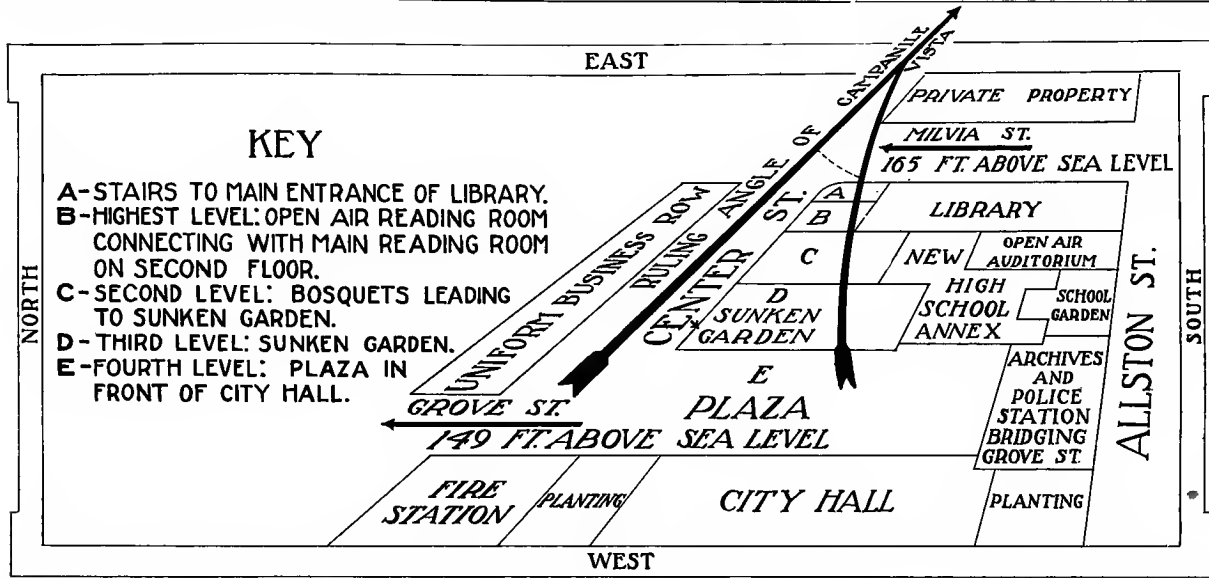 EAST
CAMPANILE VISTA
PRIVATE PROPERTY
MILVIA ST.
165 FT. ABOVE SEA LEVEL
KEY
A-STAIRS TO MAIN ENTRANCE OF LIBRARY.
B-HIGHEST LEVEL: OPEN AIR READING ROOM
CONNECTING WITH MAIN READING ROOM
ON SECOND FLOOR.
C-SECOND LEVEL: BOSQUETS LEADING
TO SUNKEN GARDEN.
D-THIRD LEVEL: SUNKEN GARDEN.
E-FOURTH LEVEL: PLAZA IN
FRONT OF CITY HALL.
NORTH
UNIFORM BUSINESS ROW
RULING ANGLE OF
CENTER ST.
A
B
LIBRARY
C
NEW
HIGH
SCHOOL
ANNEX
OPEN AIR
AUDITORIUM
SCHOOL
GARDEN
D
SUNKEN
GARDEN
ALLSTON ST.
SOUTH
E
PLAZA
GROVE ST.
149 FT. ABOVE SEA LEVEL
ARCHIVES
AND
POLICE
STATION
BRIDGING
GROVE ST.
FIRE
STATION
PLANTING
CITY HALL
PLANTING
WEST